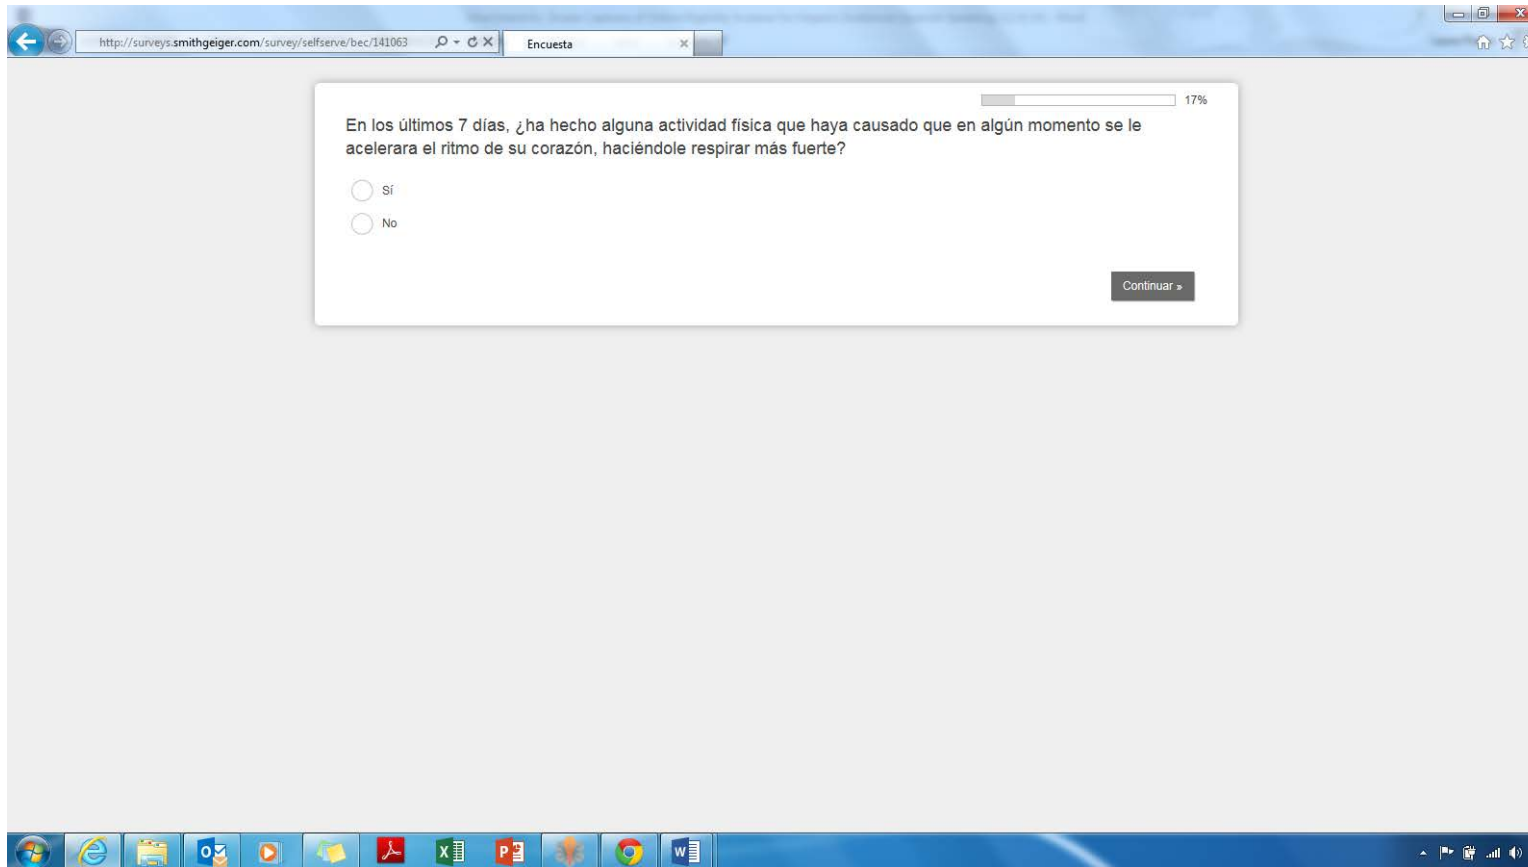 http://surveys.smithgeiger.com/survey/selfserve/bec/141063
Encuesta
17%
En los últimos 7 días, ¿ha hecho alguna actividad física que haya causado que en algún momento se le
acelerara el ritmo de su corazón, haciéndole respirar más fuerte?
Sí
No
Continuar »